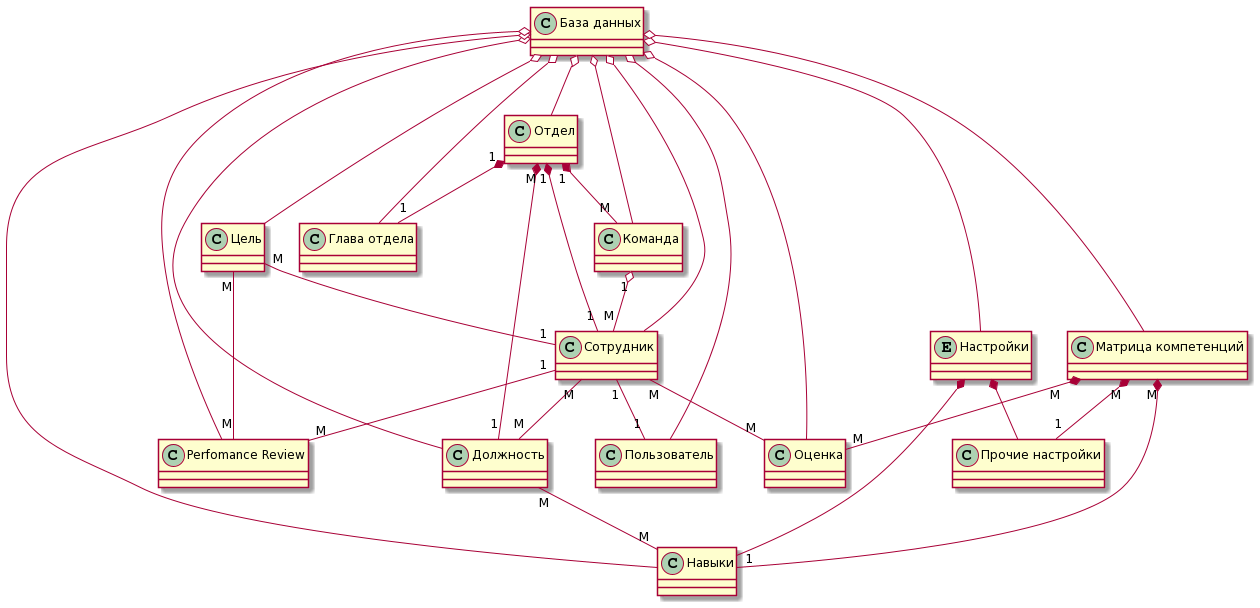 C База данных
C Отдел
1
M
1
1
1
M
C Цель
C Глава отдела
C Команда
M
M
1
1
M
1
C Сотрудник
E Настройки
C Матрица компетенций
1
M
1
M
M
M
M
M
M
1
M
1
M
M
1
C Perfomance Review
C Должность
C Пользователь
C Оценка
C Прочие настройки
M
M
1
C Навыки